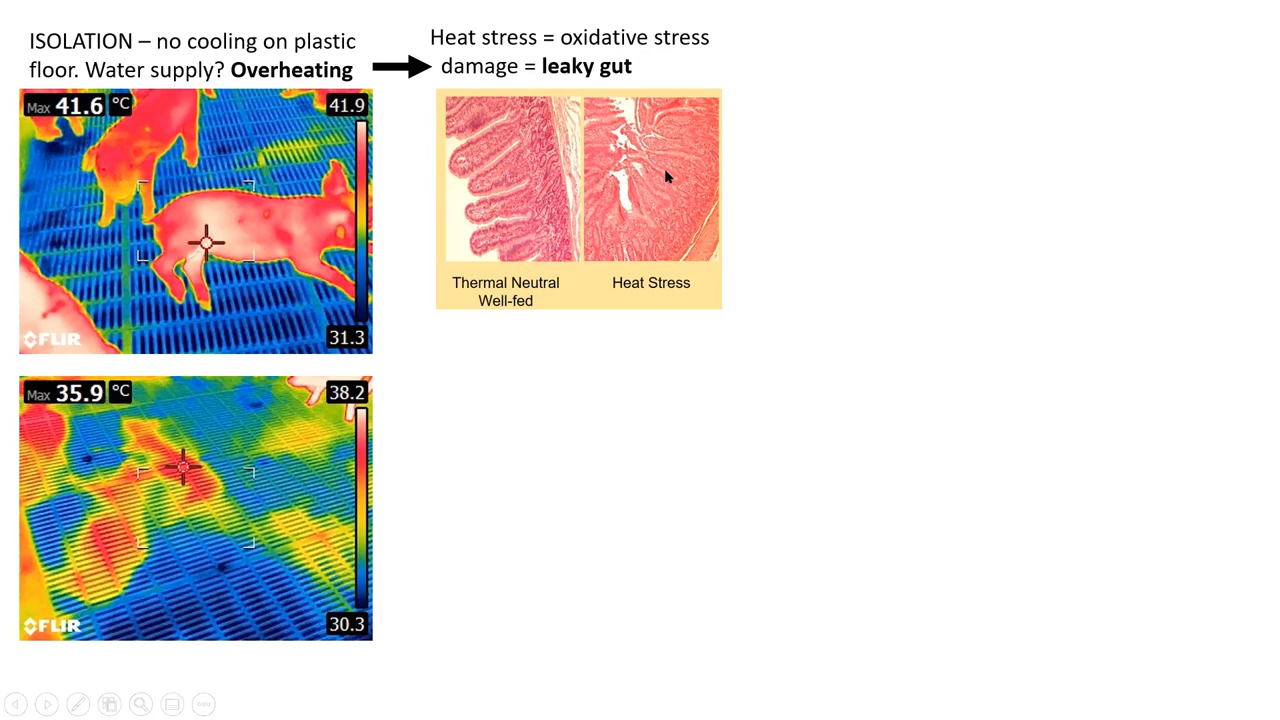 ISOLATION – no cooling on plastic
floor. Water supply? Overheating
Heat stress = oxidative stress
damage = leaky gut
Max 41.6 °C
41.9
31.3
FLIR
Thermal Neutral
Well-fed
Heat Stress
Max 35.9 °C
38.2
30.3
FLIR